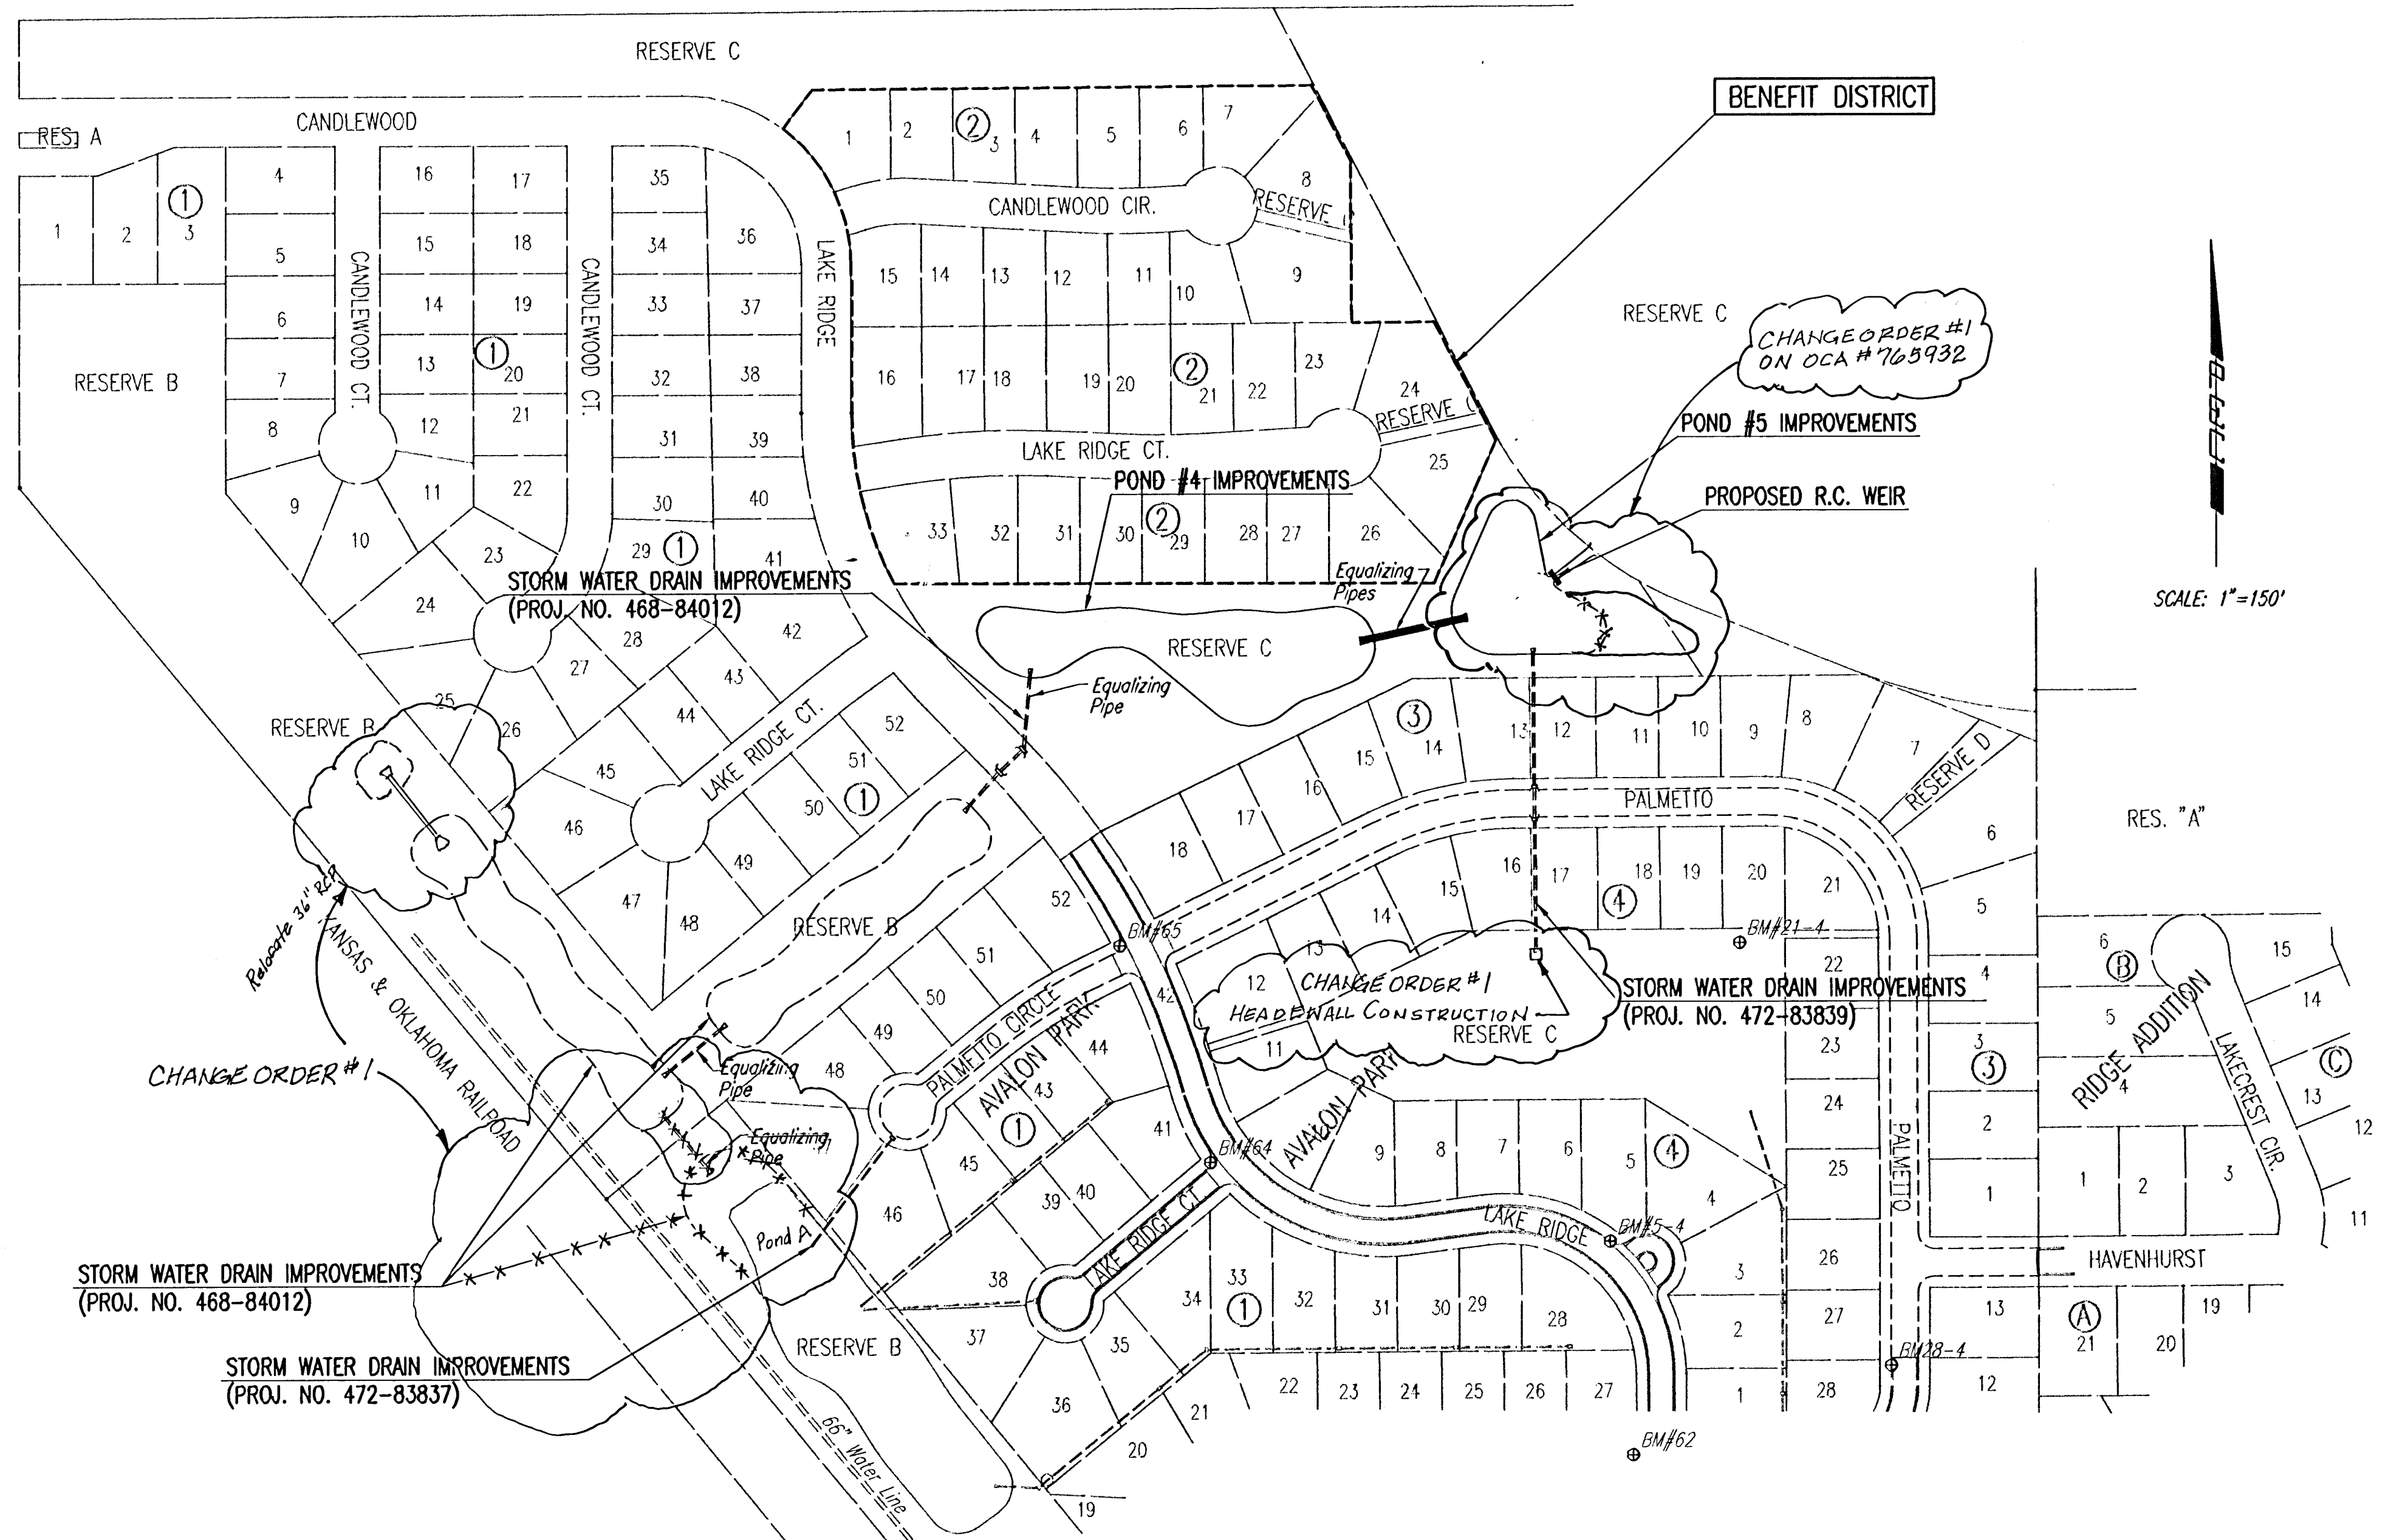 RESERVE C
BENEFIT DISTRICT
RES. A
CANDLEWOOD
1
2
1
3
4
5
6
7
8
9
10
11
12
13
14
15
16
17
18
19
20
21
22
23
24
25
26
27
28
29
30
31
32
33
34
35
36
37
38
39
40
41
42
43
44
45
46
47
48
49
50
51
52
1
1
1
CANDLEWOOD CT.
CANDLEWOOD CT.
LAKE RIDGE
RESERVE B
1
2
2
3
4
5
6
7
8
RESERVE
CANDLEWOOD CIR.
15
14
13
12
11
10
9
16
17
18
19
20
2
21
22
23
24
RESERVE
LAKE RIDGE CT.
25
POND #4 IMPROVEMENTS
33
32
31
30
2
29
28
27
26
RESERVE C
CHANGE ORDER #1
ON OCA #765932
POND #5 IMPROVEMENTS
PROPOSED R.C. WEIR
SCALE: 1"=150'
STORM WATER DRAIN IMPROVEMENTS
(PROJ. NO. 468-84012)
Equalizing
Pipes
RESERVE C
Equalizing
Pipe
LAKE RIDGE CT.
RESERVE B
RESERVE B
Relocate 36" RCP
KANSAS & OKLAHOMA RAILROAD
CHANGE ORDER #1
3
18
17
16
15
14
13
12
11
10
9
8
7
RESERVE D
6
5
4
3
2
1
3
PALMETTO
RES. "A"
16
17
18
19
20
21
15
14
13
12
11
4
BM#65
BM#21-4
CHANGE ORDER #1
HEADWALL CONSTRUCTION
RESERVE C
STORM WATER DRAIN IMPROVEMENTS
(PROJ. NO. 472-83839)
22
23
24
25
26
27
28
52
51
50
49
48
PALMETTO CIRCLE
AVALON PARK
42
44
43
1
41
45
46
40
39
38
37
36
35
34
33
1
32
31
30
29
28
BM#64
AVALON PARK
9
8
7
6
5
4
4
3
2
1
LAKE RIDGE CT.
LAKE RIDGE
BM#5-4
PALMETTO
6
B
5
4
RIDGE ADDITION
LAKECREST CIR.
15
14
C
13
12
11
1
2
3
HAVENHURST
13
12
A
21
20
19
BM28-4
Equalizing
Pipe
Equalizing
Pipe
Pond A
STORM WATER DRAIN IMPROVEMENTS
(PROJ. NO. 468-84012)
STORM WATER DRAIN IMPROVEMENTS
(PROJ. NO. 472-83837)
RESERVE B
66" Water Line
22
23
24
25
26
27
21
20
19
BM#62